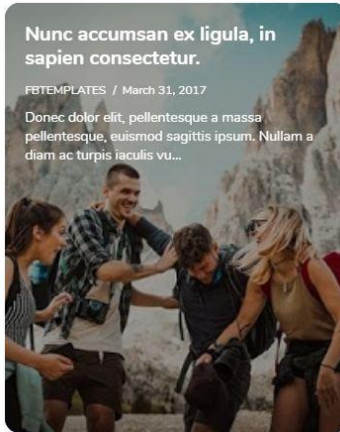 Nunc accumsan ex ligula, in
sapien consectetur.
FBTEMPLATES / March 31, 2017
Donec dolor elit, pellentesque a massa
pellentesque, euismod sagittis ipsum. Nullam a
diam ac turpis iaculis vu...